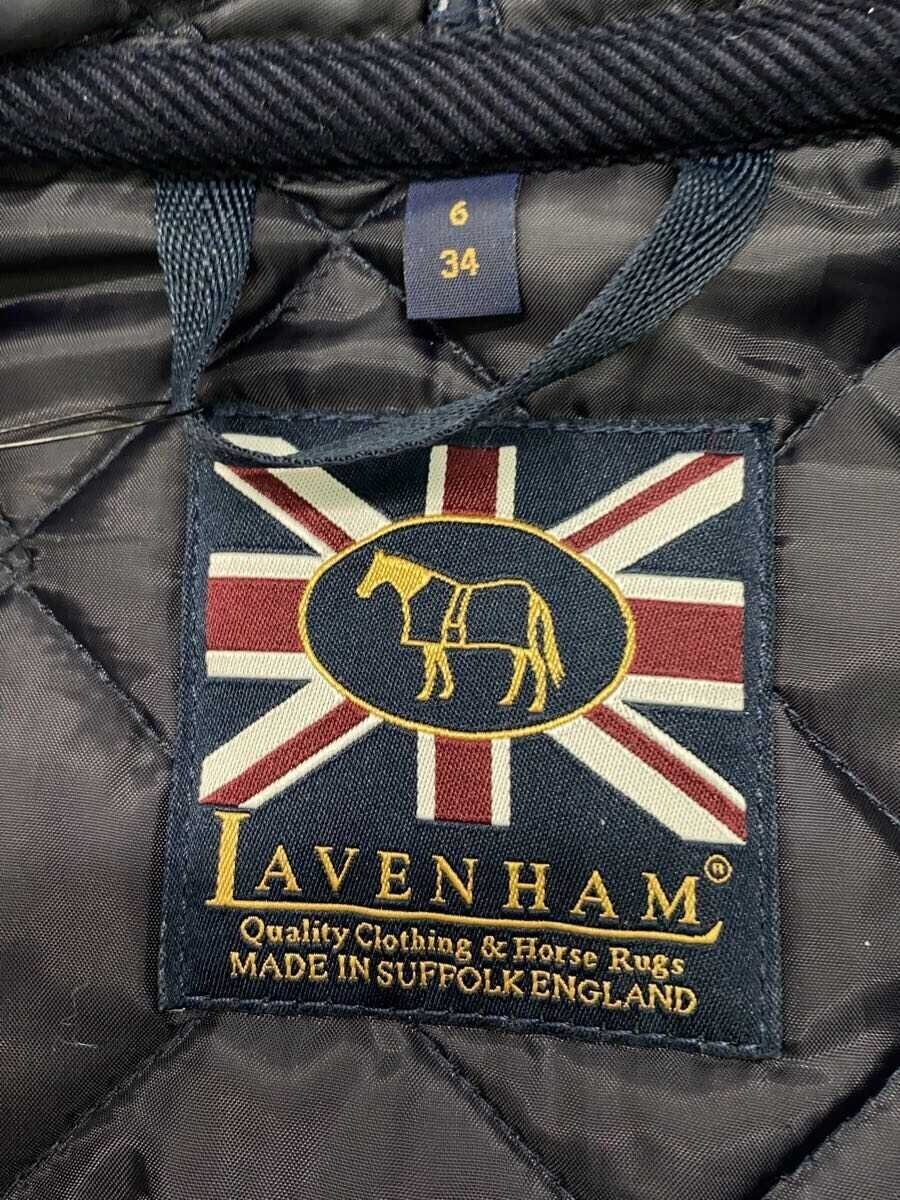 6
34
LAVENHAM®
Quality Clothing & Horse Rugs
MADE IN SUFFOLK ENGLAND